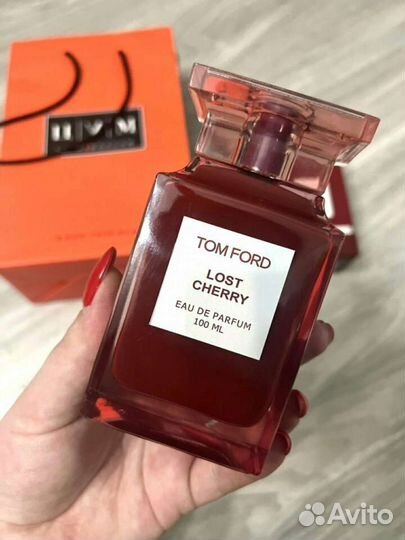 TOM FORD
LOST
CHERRY
EAU DE PARFUM
100 ML
Avito